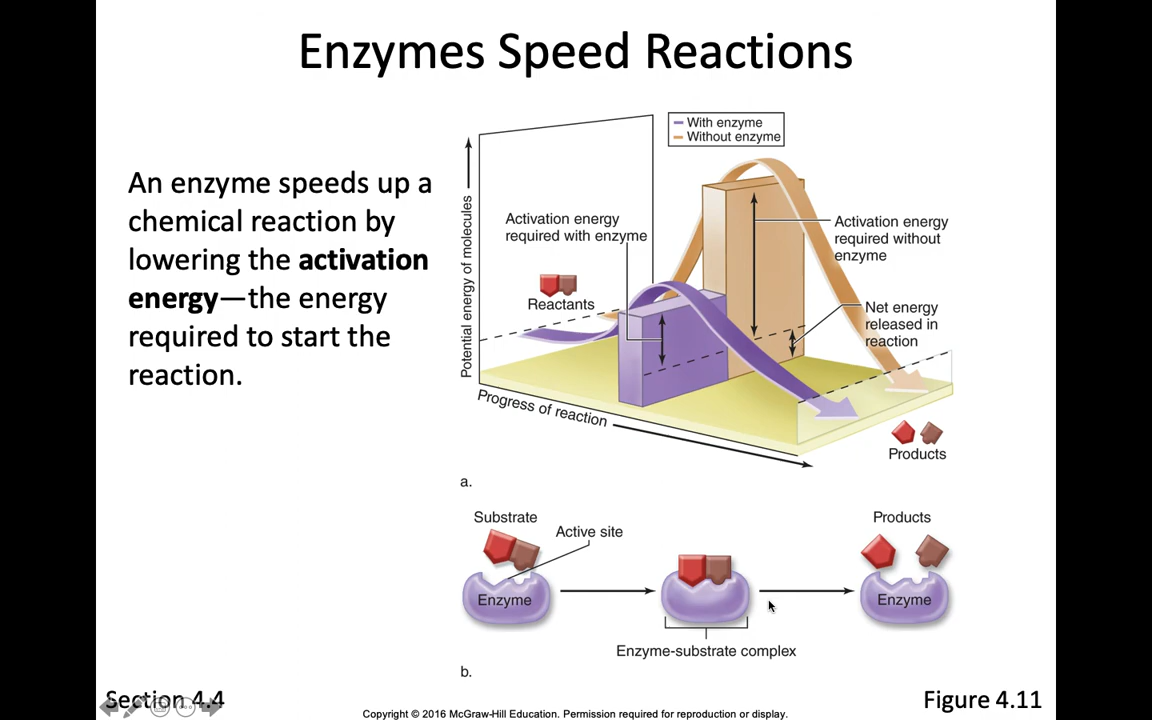 Enzymes Speed Reactions
An enzyme speeds up a
chemical reaction by
lowering the activation
energy—the energy
required to start the
reaction.
With enzyme
Without enzyme
Potential energy of molecules
Activation energy
required with enzyme
Activation energy
required without
enzyme
Reactants
Net energy
released in
reaction
Progress of reaction
Products
a.
Substrate
Active site
Products
Enzyme
Enzyme
Enzyme-substrate complex
b.
Section 4.4
Figure 4.11
Copyright © 2016 McGraw-Hill Education. Permission required for reproduction or display.